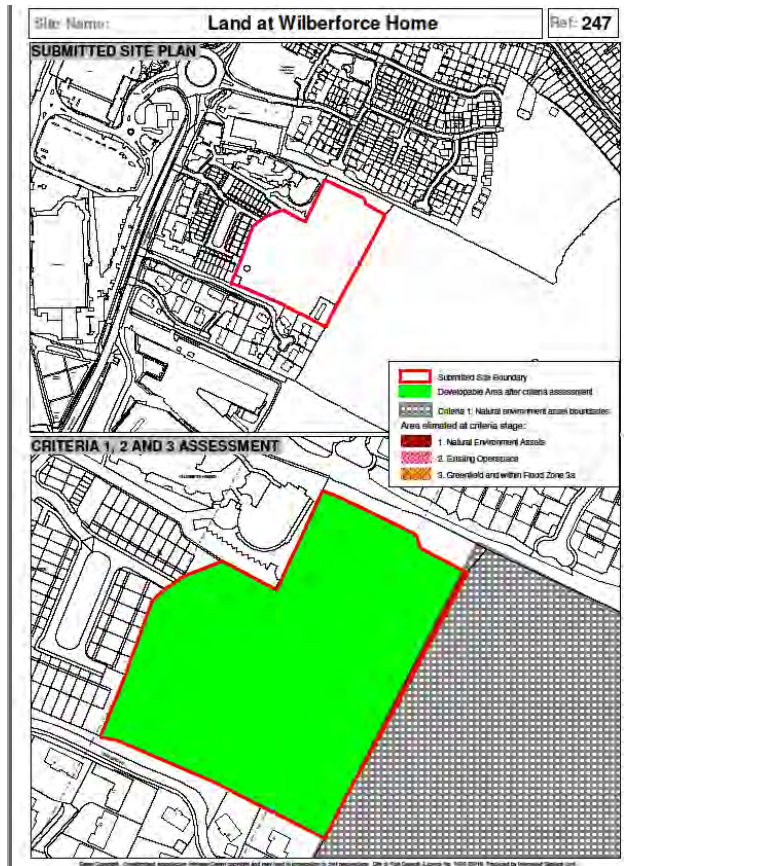 Site Name: Land at Wilberforce Home Ref: 247
SUBMITTED SITE PLAN
Submitted Site Boundary
Developable Area after criteria assessment
Criteria 1: Natural environment asset boundaries
Area elimated at criteria stage:
1. Natural Environment Assets
2. Existing Openspace
3. Greenfield and within Flood Zone 3a
CRITERIA 1, 2 AND 3 ASSESSMENT